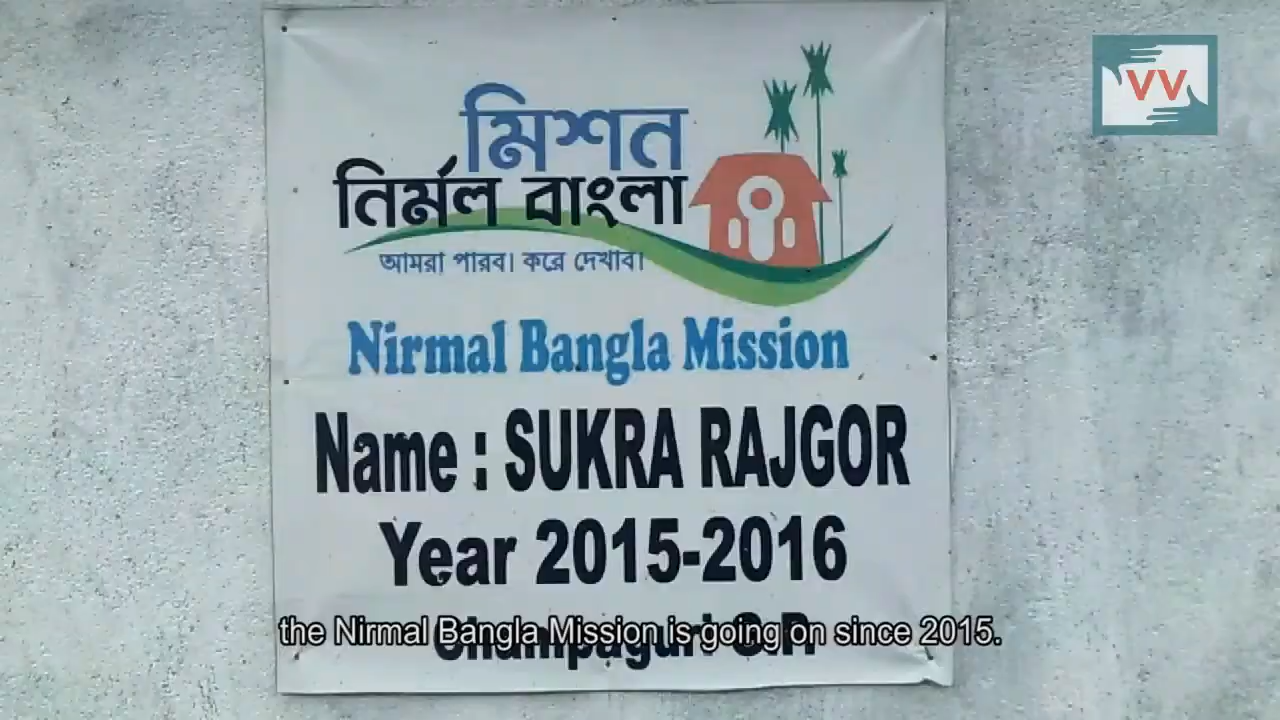 VV
মিশন
নির্মল বাংলা
আমরা পারব। করে দেখাব।
Nirmal Bangla Mission
Name : SUKRA RAJGOR
Year 2015-2016
Champaguri G.P.
the Nirmal Bangla Mission is going on since 2015.